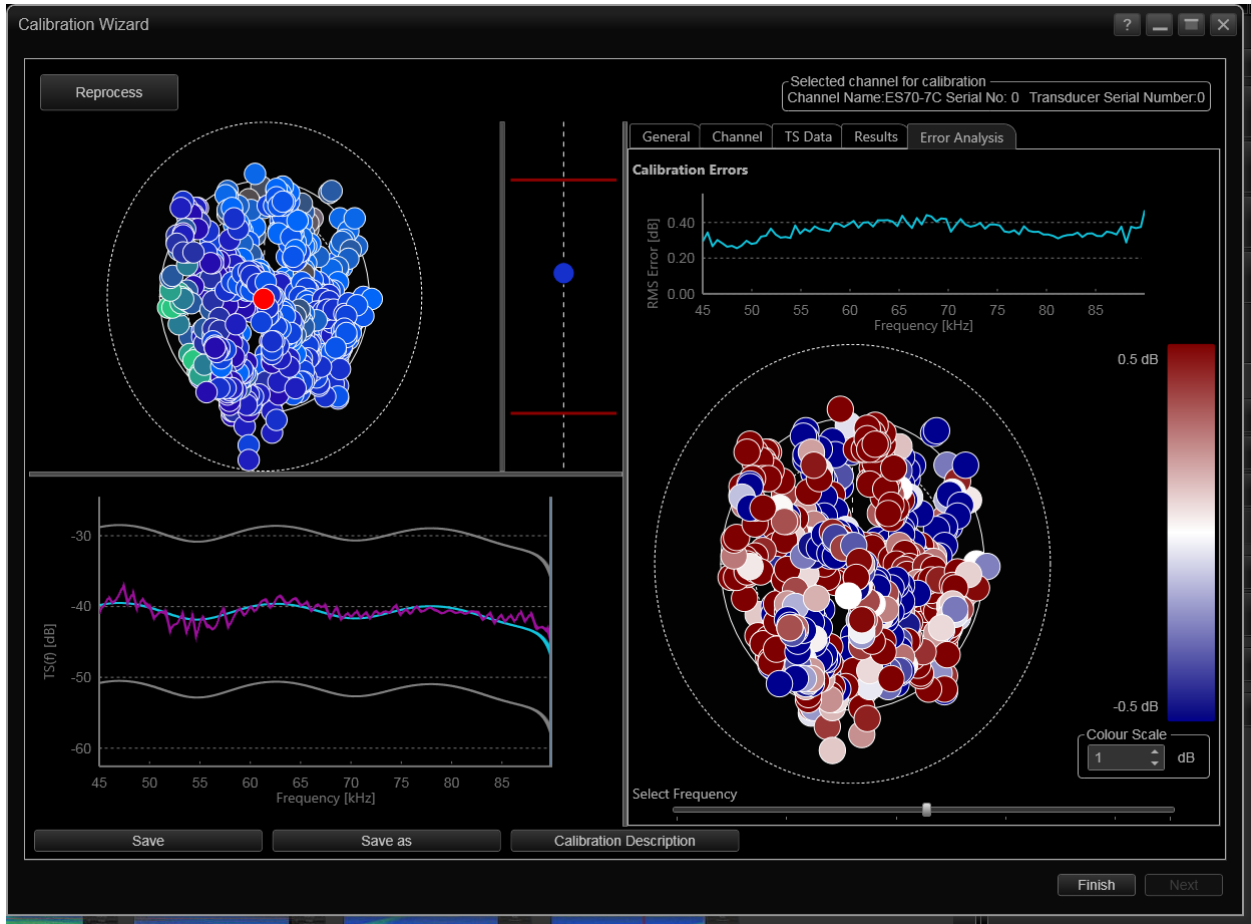 Calibration Wizard
?
Reprocess
Selected channel for calibration
Channel Name:ES70-7C Serial No: 0 Transducer Serial Number:0
General Channel TS Data Results Error Analysis
Calibration Errors
RMS Error [dB]
0.40
0.20
0.00
45 50 55 60 65 70 75 80 85
Frequency [kHz]
0.5 dB
-0.5 dB
Colour Scale
1 dB
Select Frequency
TS(f) [dB]
-30
-40
-50
-60
45 50 55 60 65 70 75 80 85
Frequency [kHz]
Save Save as Calibration Description
Finish Next